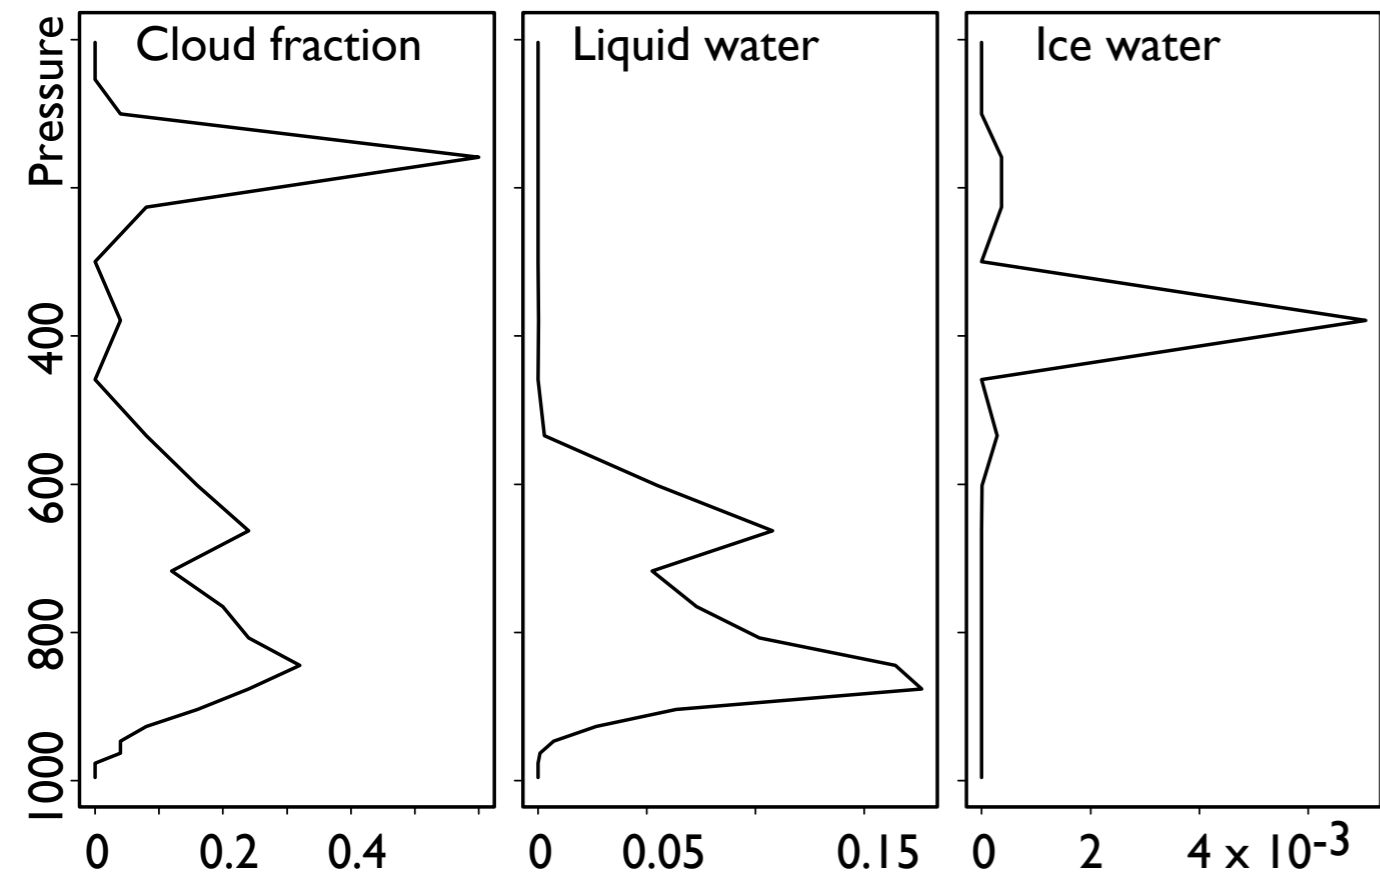 Cloud fraction
Liquid water
Ice water
Pressure
400
600
800
1000
0 0.2 0.4
0 0.05 0.15
0 2 4 x 10-3